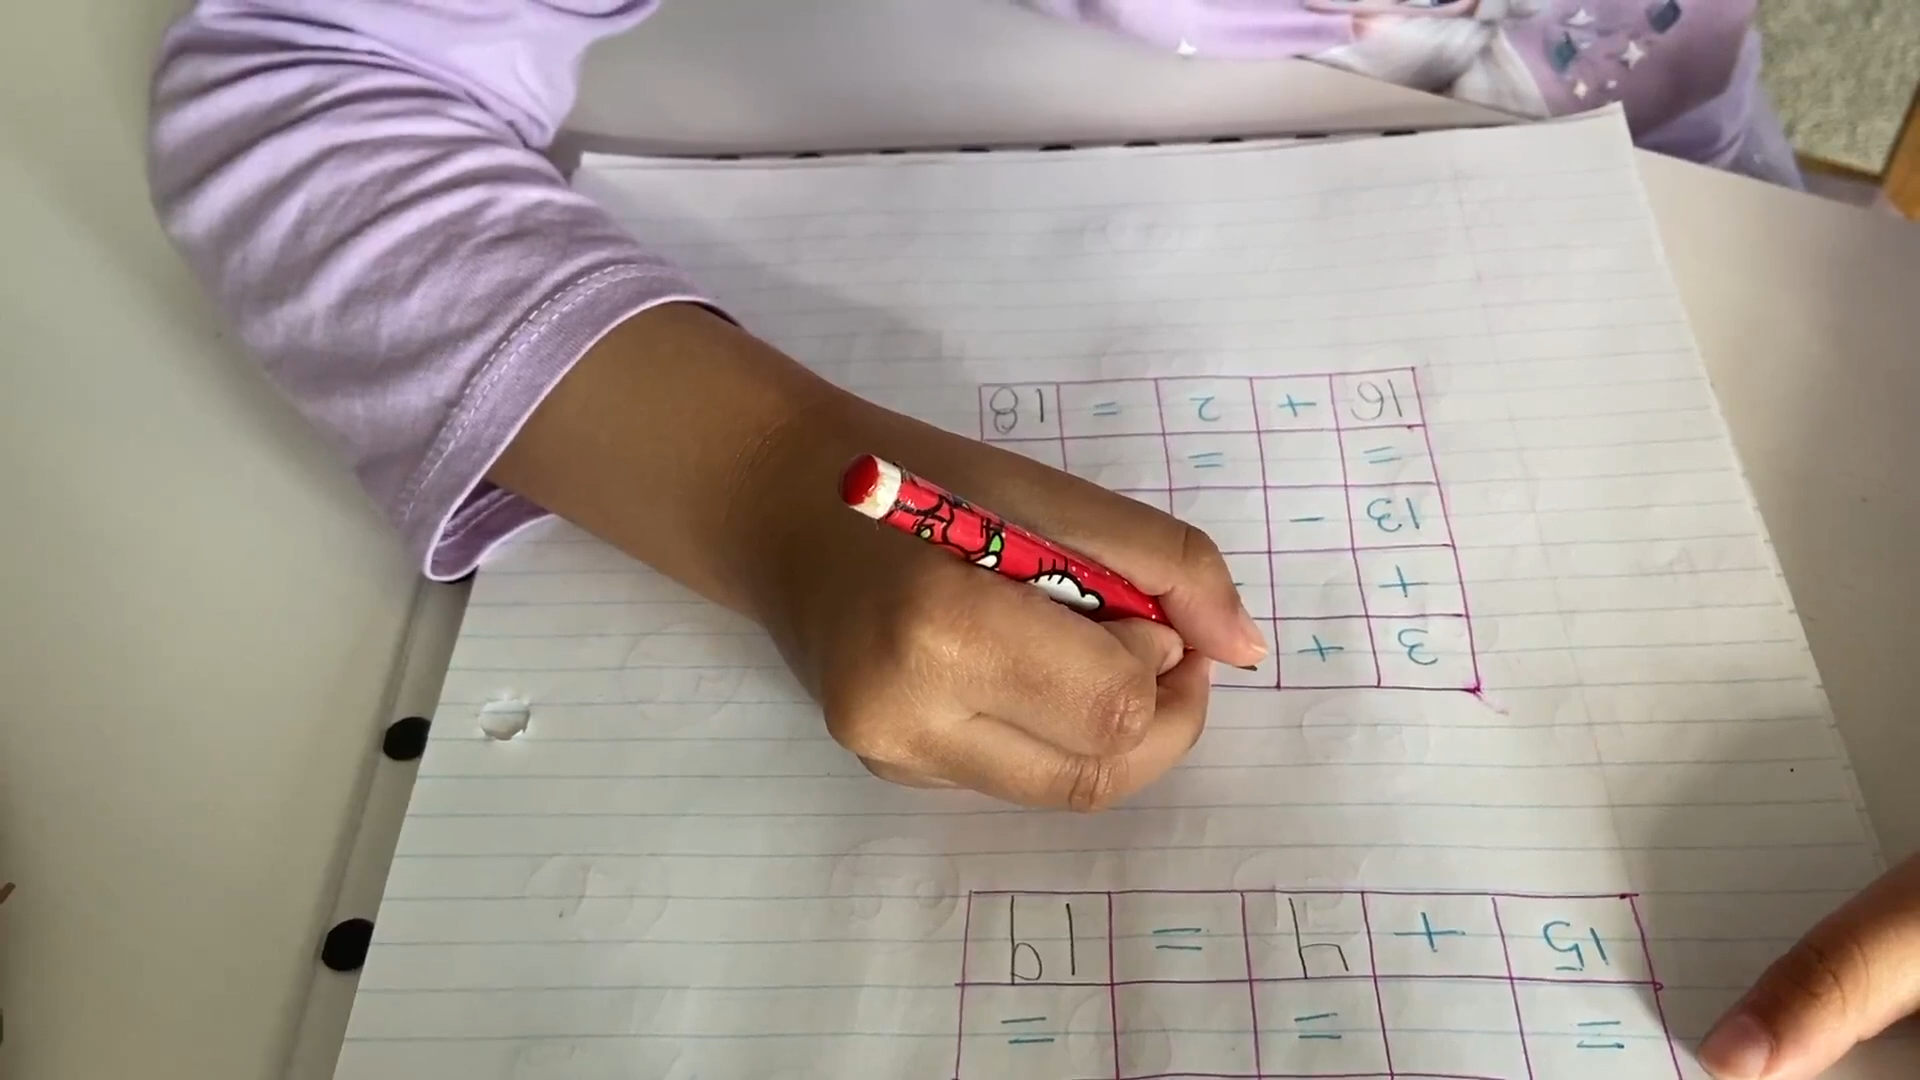 = = =
15 + 4 = 19
3 +
+
13 -
= =
16 + 2 = 18